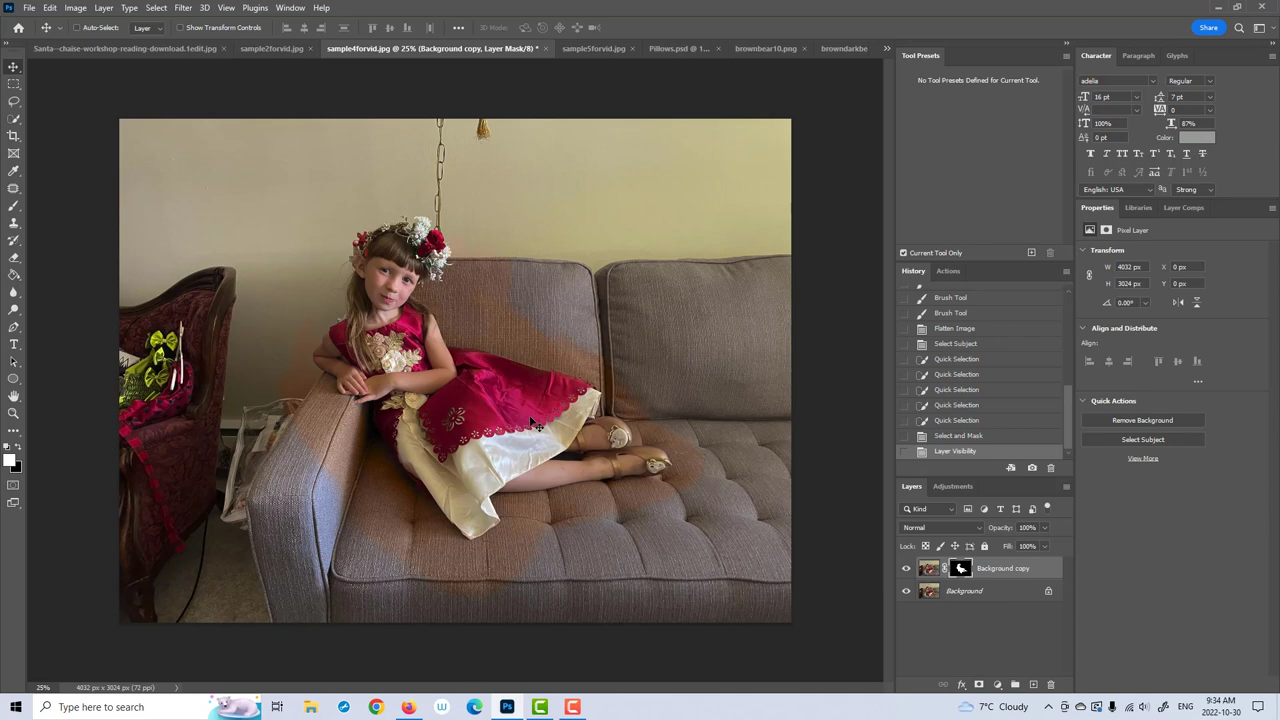 File Edit Image Layer Type Select Filter 3D View Plugins Window Help
Auto-Select: Layer Show Transform Controls 3D Mode: Share
Santa--chaise-workshop-reading-download.1edit.jpg sample2forvid.jpg sample4forvid.jpg @ 25% (Background copy, Layer Mask/8) * sample5forvid.jpg Pillows.psd @ 1... brownbear10.png browndarkbe
Tool Presets
No Tool Presets Defined for Current Tool.
Current Tool Only
History Actions
Brush Tool
Brush Tool
Flatten Image
Select Subject
Quick Selection
Quick Selection
Quick Selection
Quick Selection
Quick Selection
Select and Mask
Layer Visibility
Layers Adjustments
Kind
Normal Opacity: 100%
Lock: Fill: 100%
Background copy
Background
Character Paragraph Glyphs
adelia Regular
16 pt 7 pt
0
100% 87%
0 pt Color:
English: USA Strong
Properties Libraries Layer Comps
Pixel Layer
Transform
W 4032 px X 0 px
H 3024 px Y 0 px
0.00°
Align and Distribute
Align:
Quick Actions
Remove Background
Select Subject
View More
25% 4032 px x 3024 px (72 ppi)
Type here to search
7°C Cloudy ENG 9:34 AM 2022-10-30